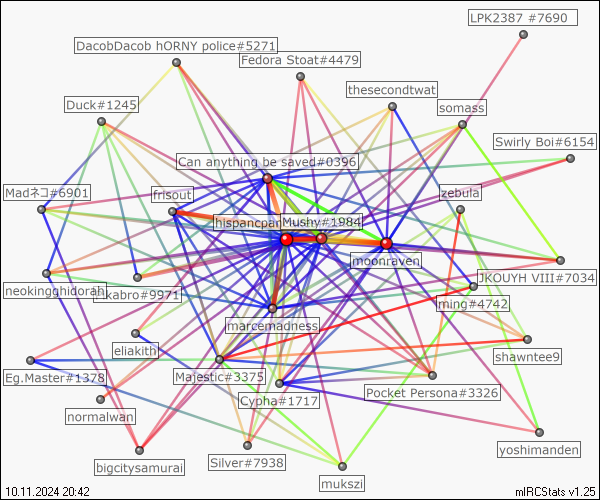 LPK2387 #7690
DacobDacob hORNY police#5271
Fedora Stoat#4479
thesecondtwat
Duck#1245
somass
Swirly Boi#6154
Can anything be saved#0396
Madネコ#6901
frisout
zebula
hispancpan
Mushy#1984
moonraven
JKOUYH VIII#7034
neokingghidorah
nkabro#9971
ming#4742
marcemadness
eliakith
shawntee9
Eg.Master#1378
Majestic#3375
Cypha#1717
Pocket Persona#3326
normalwan
yoshimanden
bigcitysamurai
Silver#7938
mukszi
10.11.2024 20:42
mIRCStats v1.25